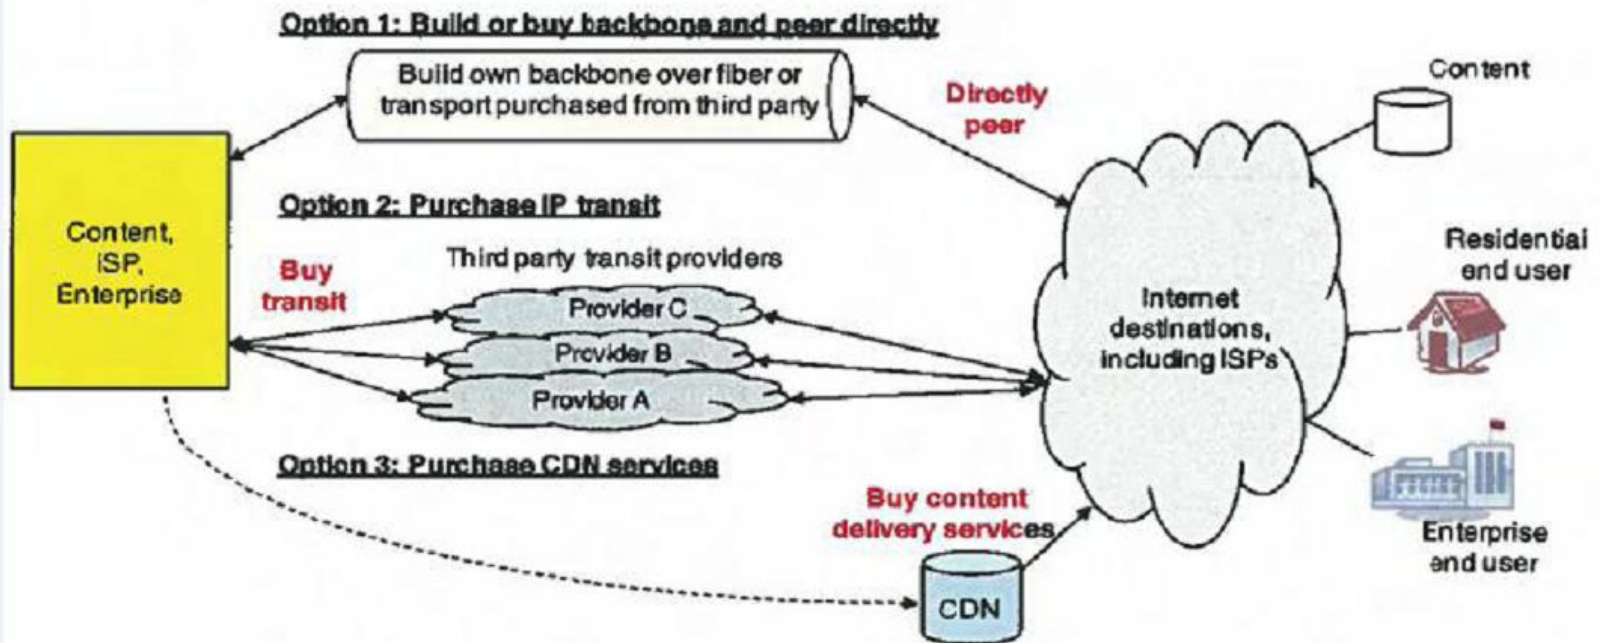 Option 1: Build or buy backbone and peer directly
Build own backbone over fiber or
transport purchased from third party
Directly
peer
Content
Content,
ISP,
Enterprise
Option 2: Purchase IP transit
Buy
transit
Third party transit providers
Provider C
Provider B
Provider A
Internet
destinations,
including ISPs
Residential
end user
Option 3: Purchase CDN services
Buy content
delivery services
CDN
Enterprise
end user